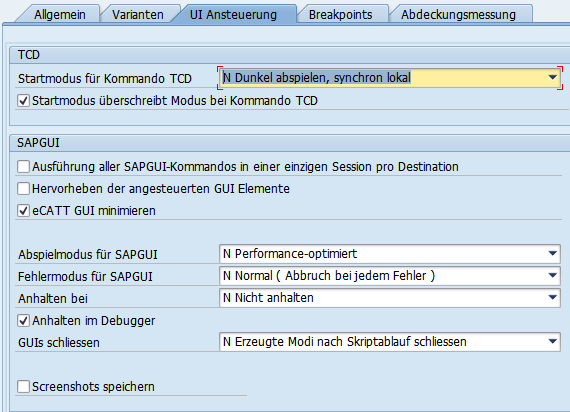 Allgemein Varianten UI Ansteuerung Breakpoints Abdeckungsmessung
TCD
Startmodus für Kommando TCD N Dunkel abspielen, synchron lokal
Startmodus überschreibt Modus bei Kommando TCD
SAPGUI
Ausführung aller SAPGUI-Kommandos in einer einzigen Session pro Destination
Hervorheben der angesteuerten GUI Elemente
eCATT GUI minimieren
Abspielmodus für SAPGUI N Performance-optimiert
Fehlermodus für SAPGUI N Normal ( Abbruch bei jedem Fehler )
Anhalten bei N Nicht anhalten
Anhalten im Debugger
GUIs schliessen N Erzeugte Modi nach Skriptablauf schliessen
Screenshots speichern